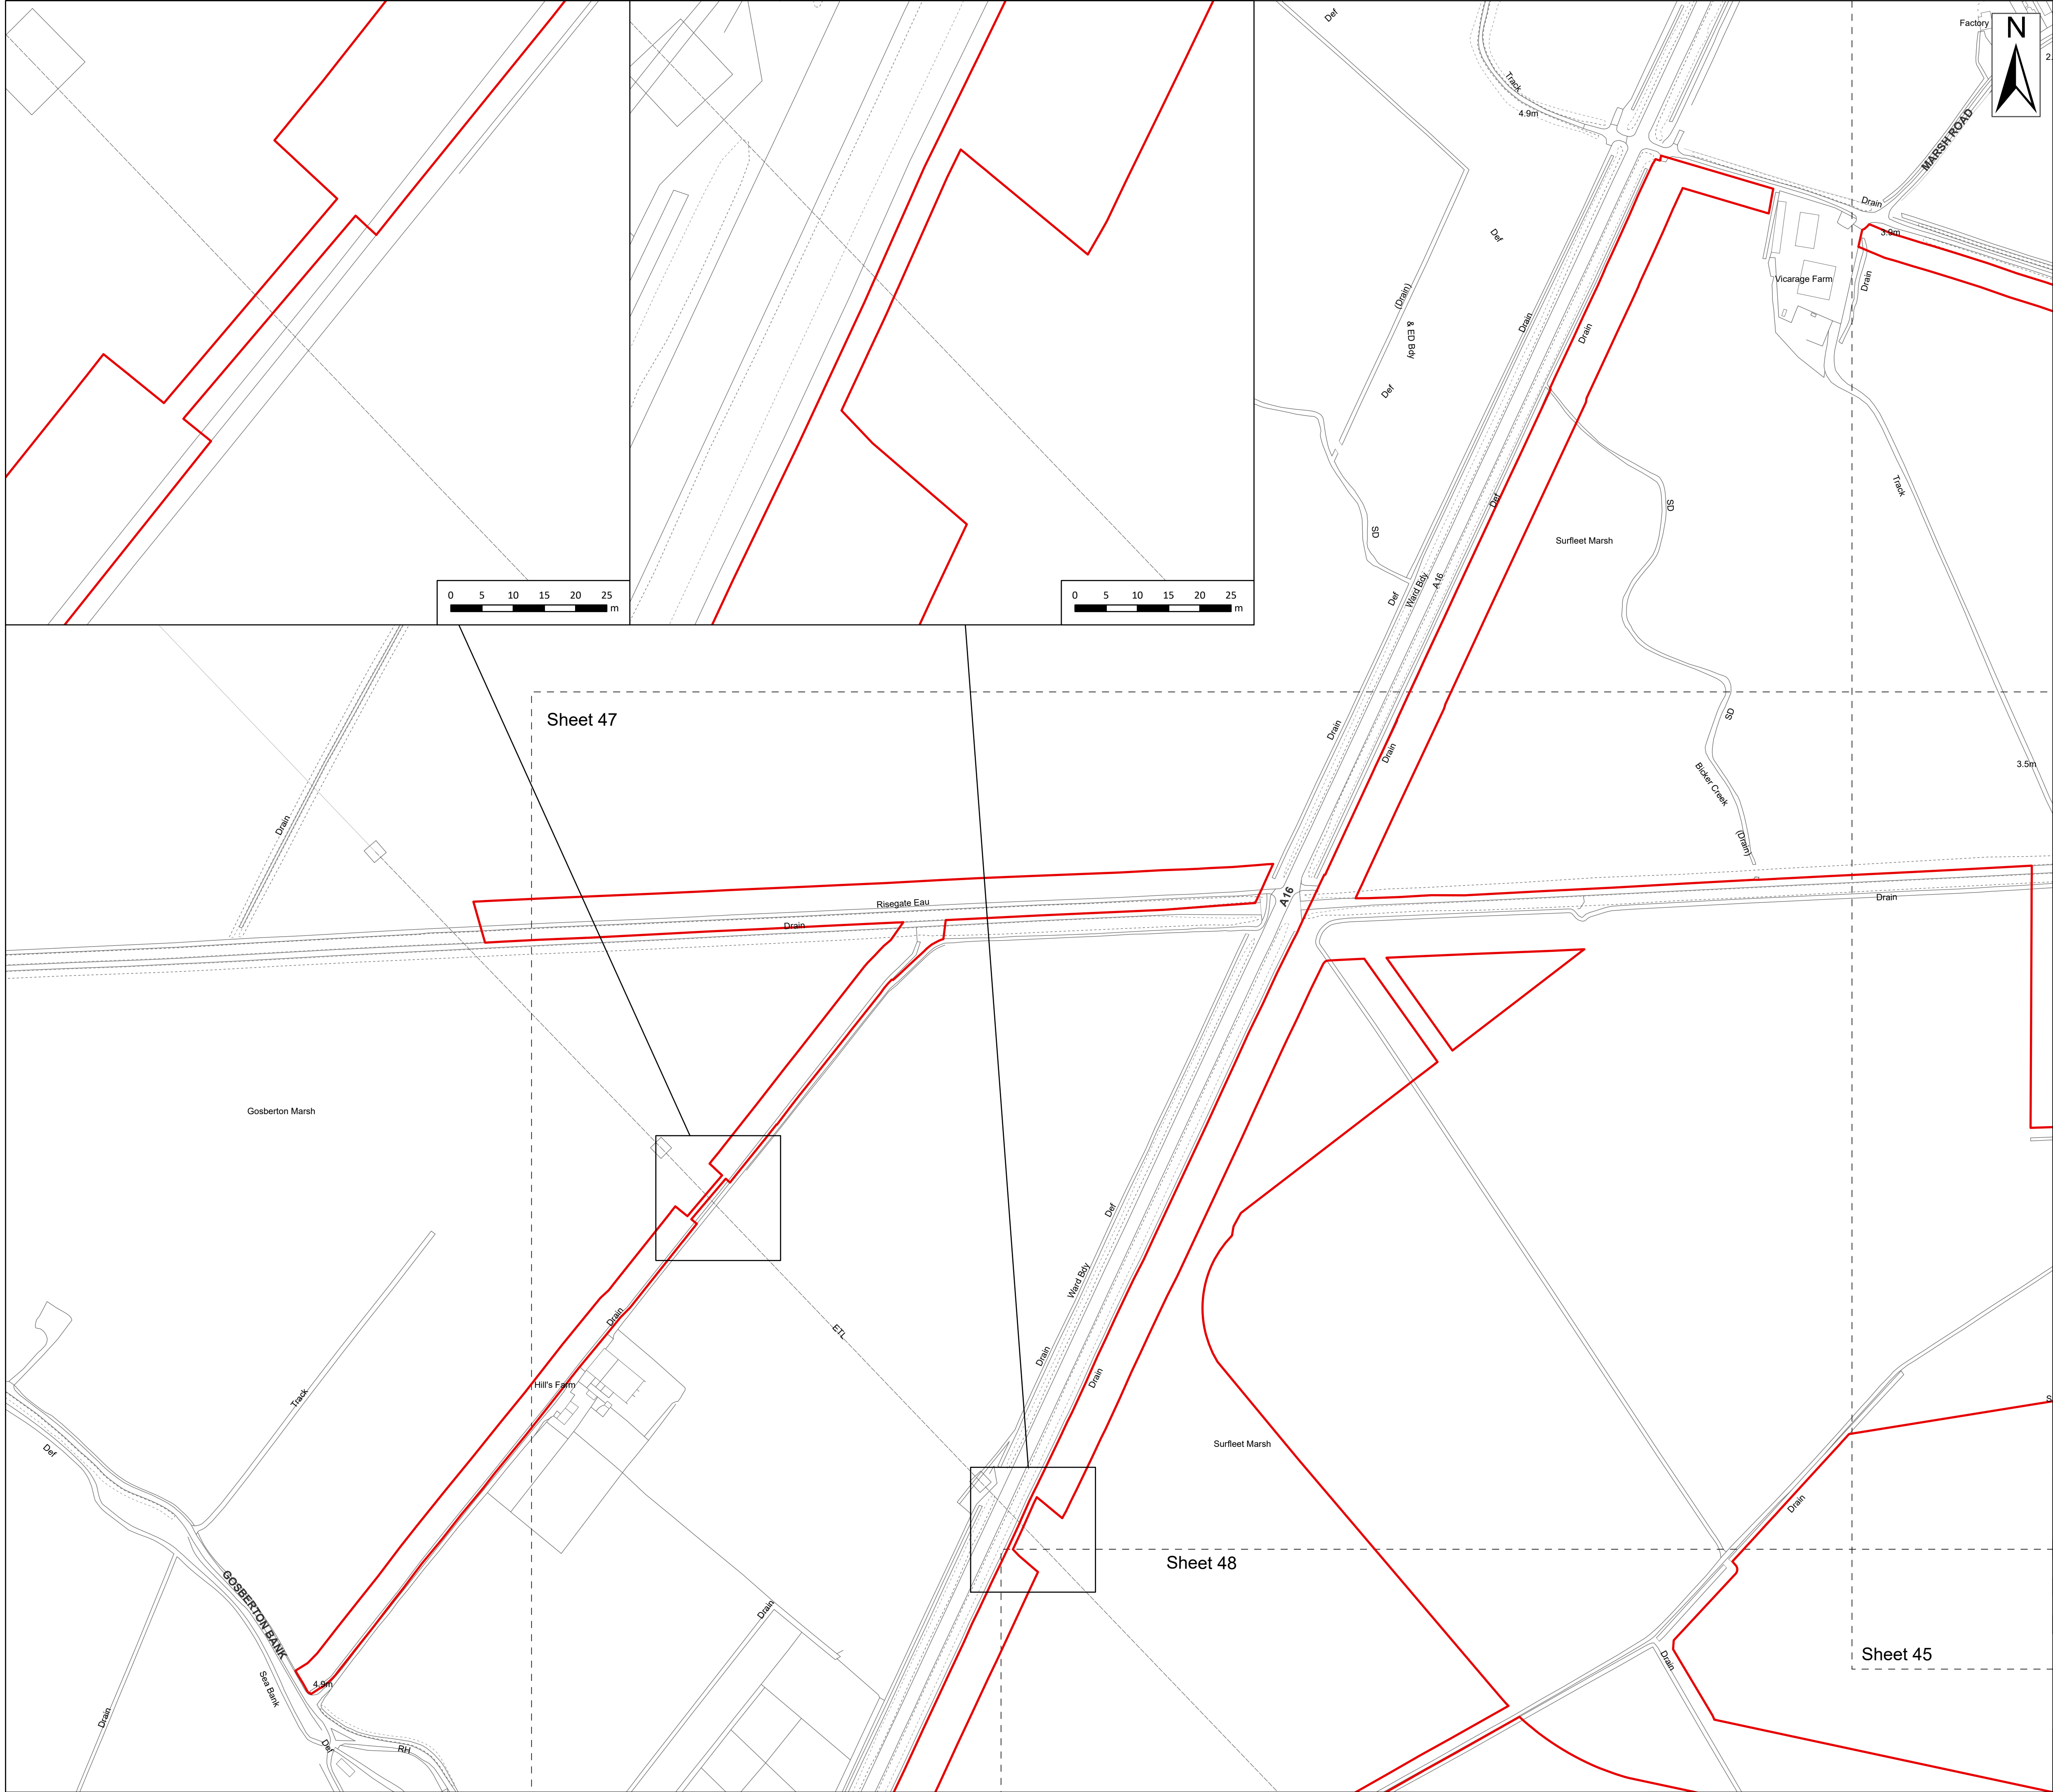 Def
Factory
N
2.
Track
4.9m
MARSH ROAD
Drain
3.9m
Def
Vicarage Farm
Drain
(Drain)
& ED Bdy
Drain
Drain
Def
Track
SD
Def
SD
Surfleet Marsh
Ward Bdy
A16
Def
0 5 10 15 20 25
m
0 5 10 15 20 25
m
Sheet 47
Drain
SD
Drain
3.5m
Bicker Creek
(Drain)
Drain
A16
Risegate Eau
Drain
Drain
Gosberton Marsh
Def
Ward Bdy
Drain
ETL
Drain
Drain
Hill's Farm
Track
S
Surfleet Marsh
Def
Drain
Sheet 48
GOSBERTON BANK
Drain
Sheet 45
Drain
Sea Bank
4.9m
Drain
Def
RH